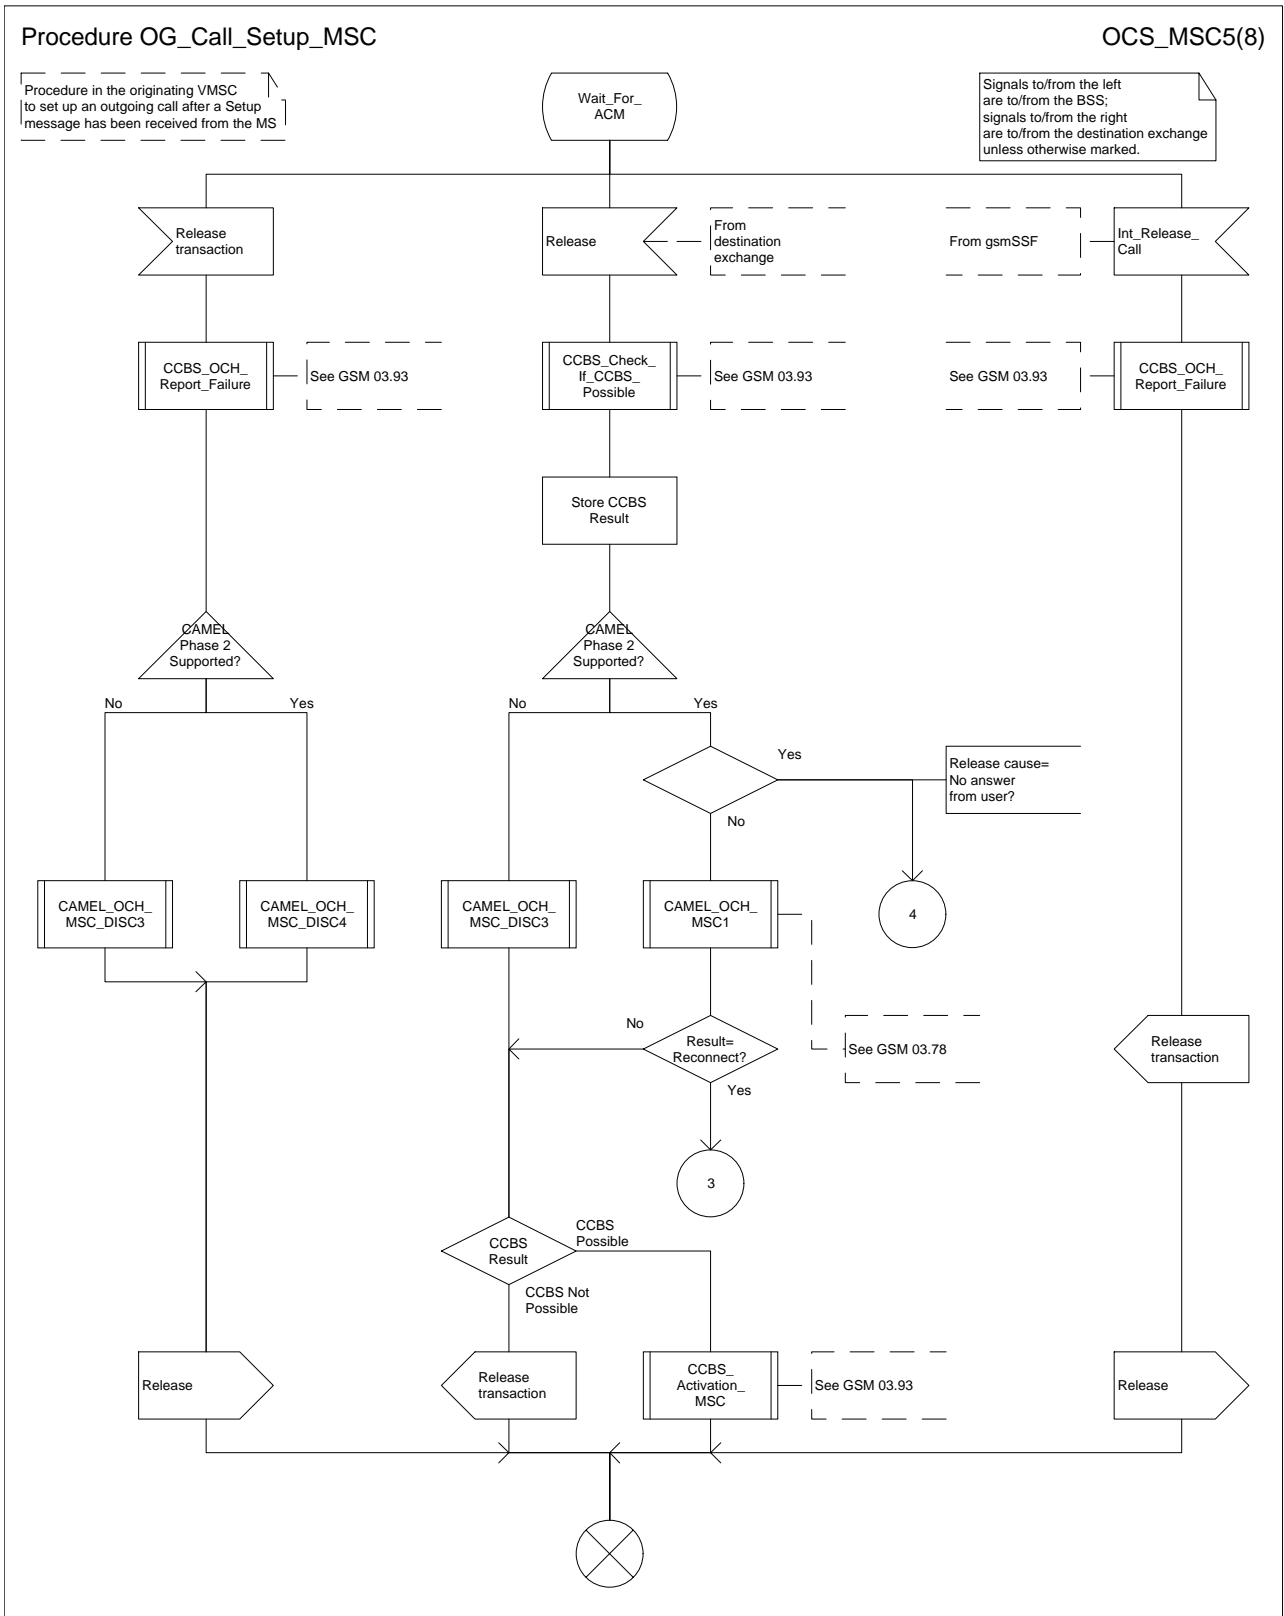 Procedure OG_Call_Setup_MSC
OCS_MSC5(8)
Procedure in the originating VMSC
to set up an outgoing call after a Setup
message has been received from the MS
Wait_For_
ACM
Signals to/from the left
are to/from the BSS;
signals to/from the right
are to/from the destination exchange
unless otherwise marked.
Release
transaction
Release
From
destination
exchange
From gsmSSF
Int_Release_
Call
CCBS_OCH_
Report_Failure
See GSM 03.93
CCBS_Check_
If_CCBS_
Possible
See GSM 03.93
See GSM 03.93
CCBS_OCH_
Report_Failure
Store CCBS
Result
CAMEL
Phase 2
Supported?
CAMEL
Phase 2
Supported?
No
Yes
No
Yes
Yes
Release cause=
No answer
from user?
No
CAMEL_OCH_
MSC_DISC3
CAMEL_OCH_
MSC_DISC4
CAMEL_OCH_
MSC_DISC3
CAMEL_OCH_
MSC1
4
No
Result=
Reconnect?
See GSM 03.78
Release
transaction
Yes
3
CCBS
Result
CCBS
Possible
CCBS Not
Possible
Release
Release
transaction
CCBS_
Activation_
MSC
See GSM 03.93
Release